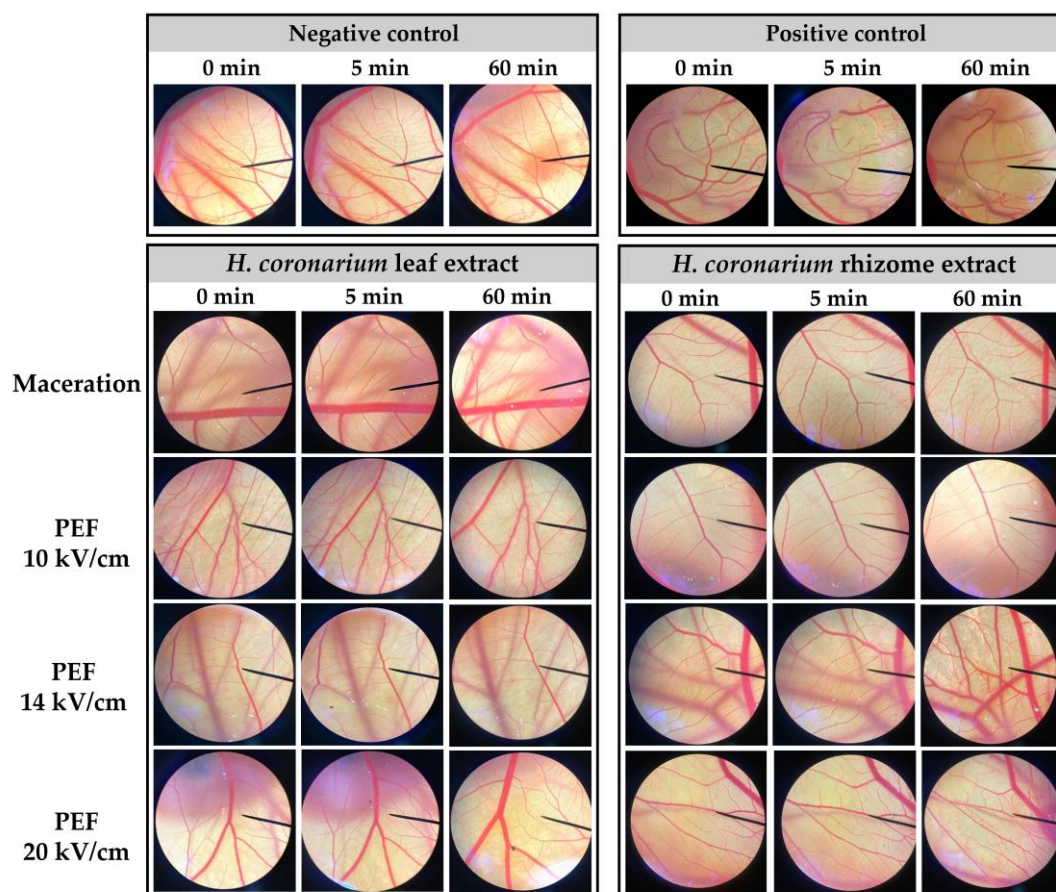 Negative control
0 min 5 min 60 min
Positive control
0 min 5 min 60 min
H. coronarium leaf extract
0 min 5 min 60 min
H. coronarium rhizome extract
0 min 5 min 60 min
Maceration
PEF
10 kV/cm
PEF
14 kV/cm
PEF
20 kV/cm